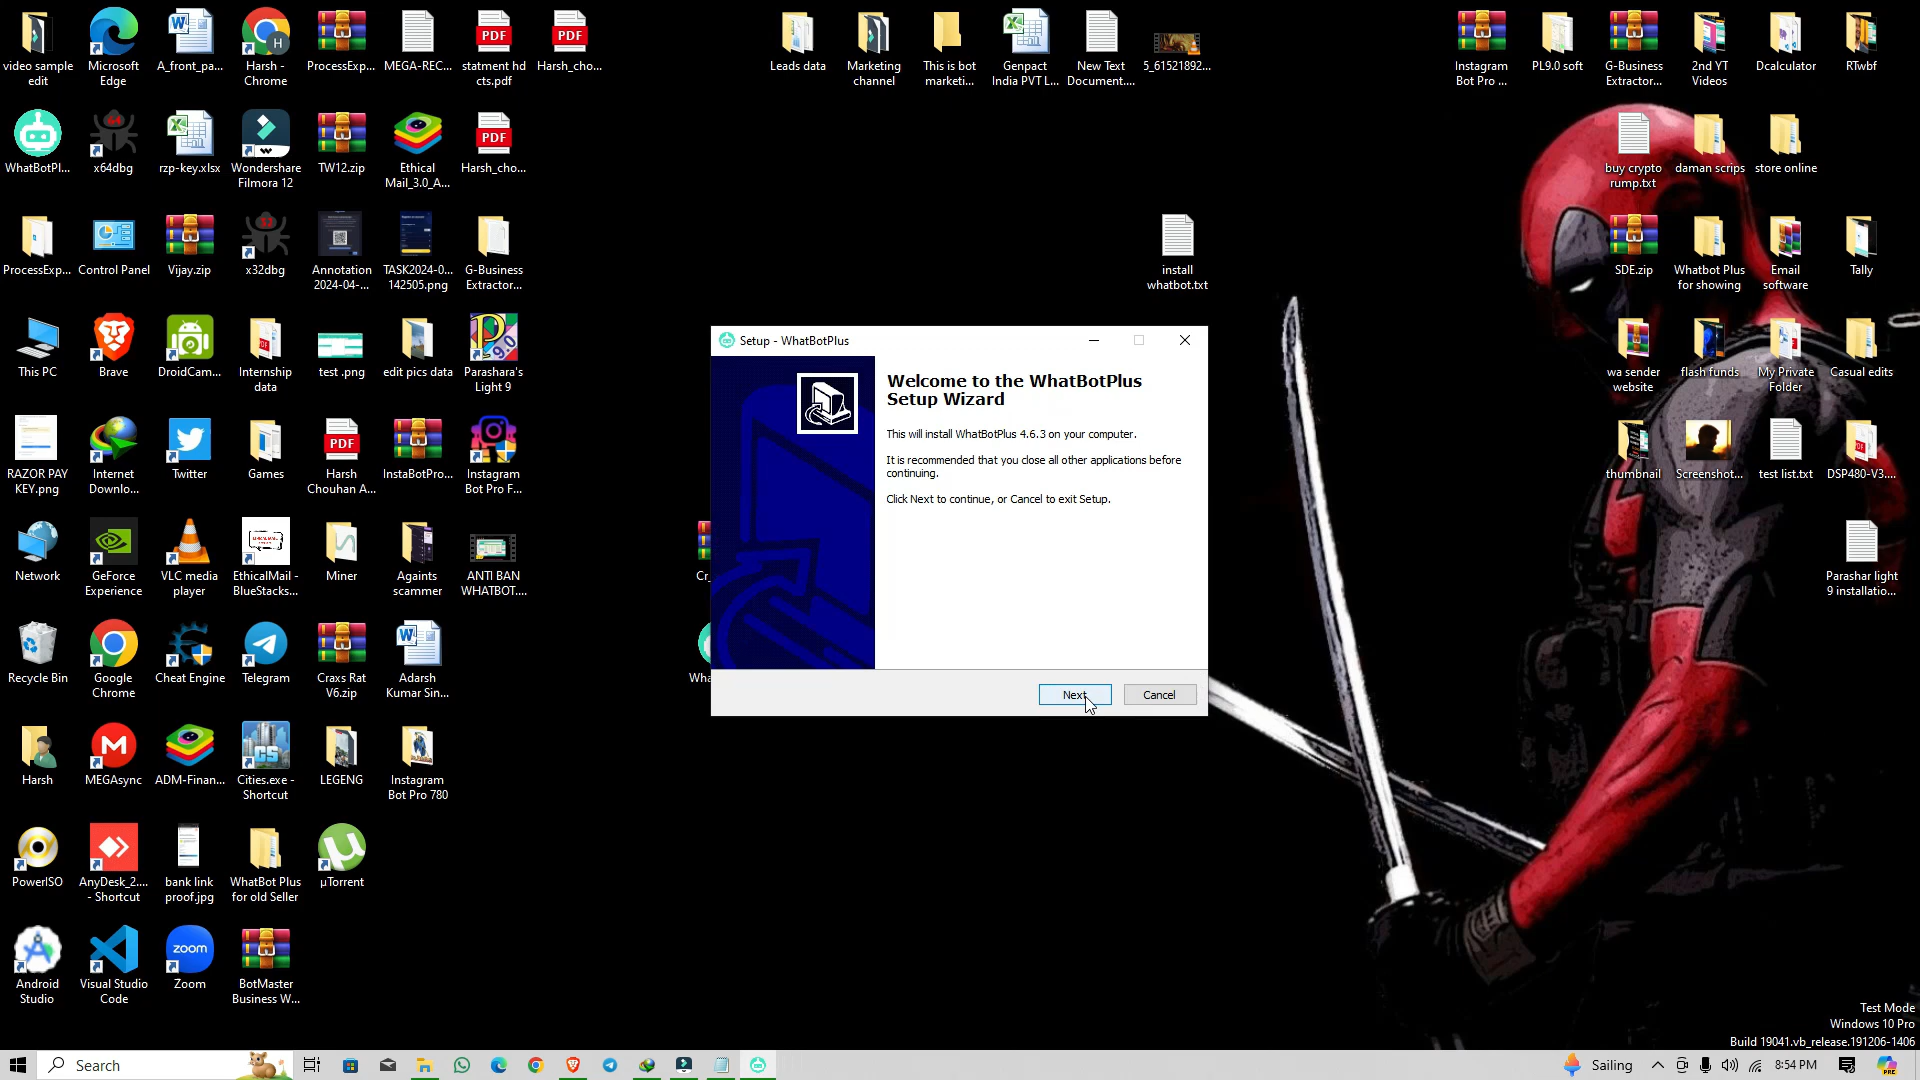 video sample
edit
Microsoft
Edge
A_front_pa...
Harsh -
Chrome
ProcessExp...
MEGA-REC...
statment hd
cts.pdf
Harsh_cho...
Leads data
Marketing
channel
This is bot
marketi...
Genpact
India PVT L...
New Text
Document....
5_61521892...
Instagram
Bot Pro ...
PL9.0 soft
G-Business
Extractor...
2nd YT
Videos
Dcalculator
RTwbf
WhatBotPl...
x64dbg
rzp-key.xlsx
Wondershare
Filmora 12
TW12.zip
Ethical
Mail_3.0_A...
Harsh_cho...
buy crypto
rump.txt
daman scrips
store online
ProcessExp...
Control Panel
Vijay.zip
x32dbg
Annotation
2024-04-...
TASK2024-0...
142505.png
G-Business
Extractor...
install
whatbot.txt
SDE.zip
Whatbot Plus
for showing
Email
software
Tally
This PC
Brave
DroidCam...
Internship
data
test .png
edit pics data
Parashara's
Light 9
wa sender
website
flash funds
My Private
Folder
Casual edits
RAZOR PAY
KEY.png
Internet
Downlo...
Twitter
Games
Harsh
Chouhan A...
InstaBotPro...
Instagram
Bot Pro F...
thumbnail
Screenshot...
test list.txt
DSP480-V3....
Network
GeForce
Experience
VLC media
player
EthicalMail -
BlueStacks...
Miner
Againts
scammer
ANTI BAN
WHATBOT....
Parashar light
9 installatio...
Recycle Bin
Google
Chrome
Cheat Engine
Telegram
Craxs Rat
V6.zip
Adarsh
Kumar Sin...
Harsh
MEGAsync
ADM-Finan...
Cities.exe -
Shortcut
LEGENG
Instagram
Bot Pro 780
PowerISO
AnyDesk_2....
- Shortcut
bank link
proof.jpg
WhatBot Plus
for old Seller
µTorrent
Android
Studio
Visual Studio
Code
Zoom
BotMaster
Business W...
Setup - WhatBotPlus
Welcome to the WhatBotPlus
Setup Wizard
This will install WhatBotPlus 4.6.3 on your computer.
It is recommended that you close all other applications before
continuing.
Click Next to continue, or Cancel to exit Setup.
Next
Cancel
Test Mode
Windows 10 Pro
Build 19041.vb_release.191206-1406
Search
Sailing
8:54 PM